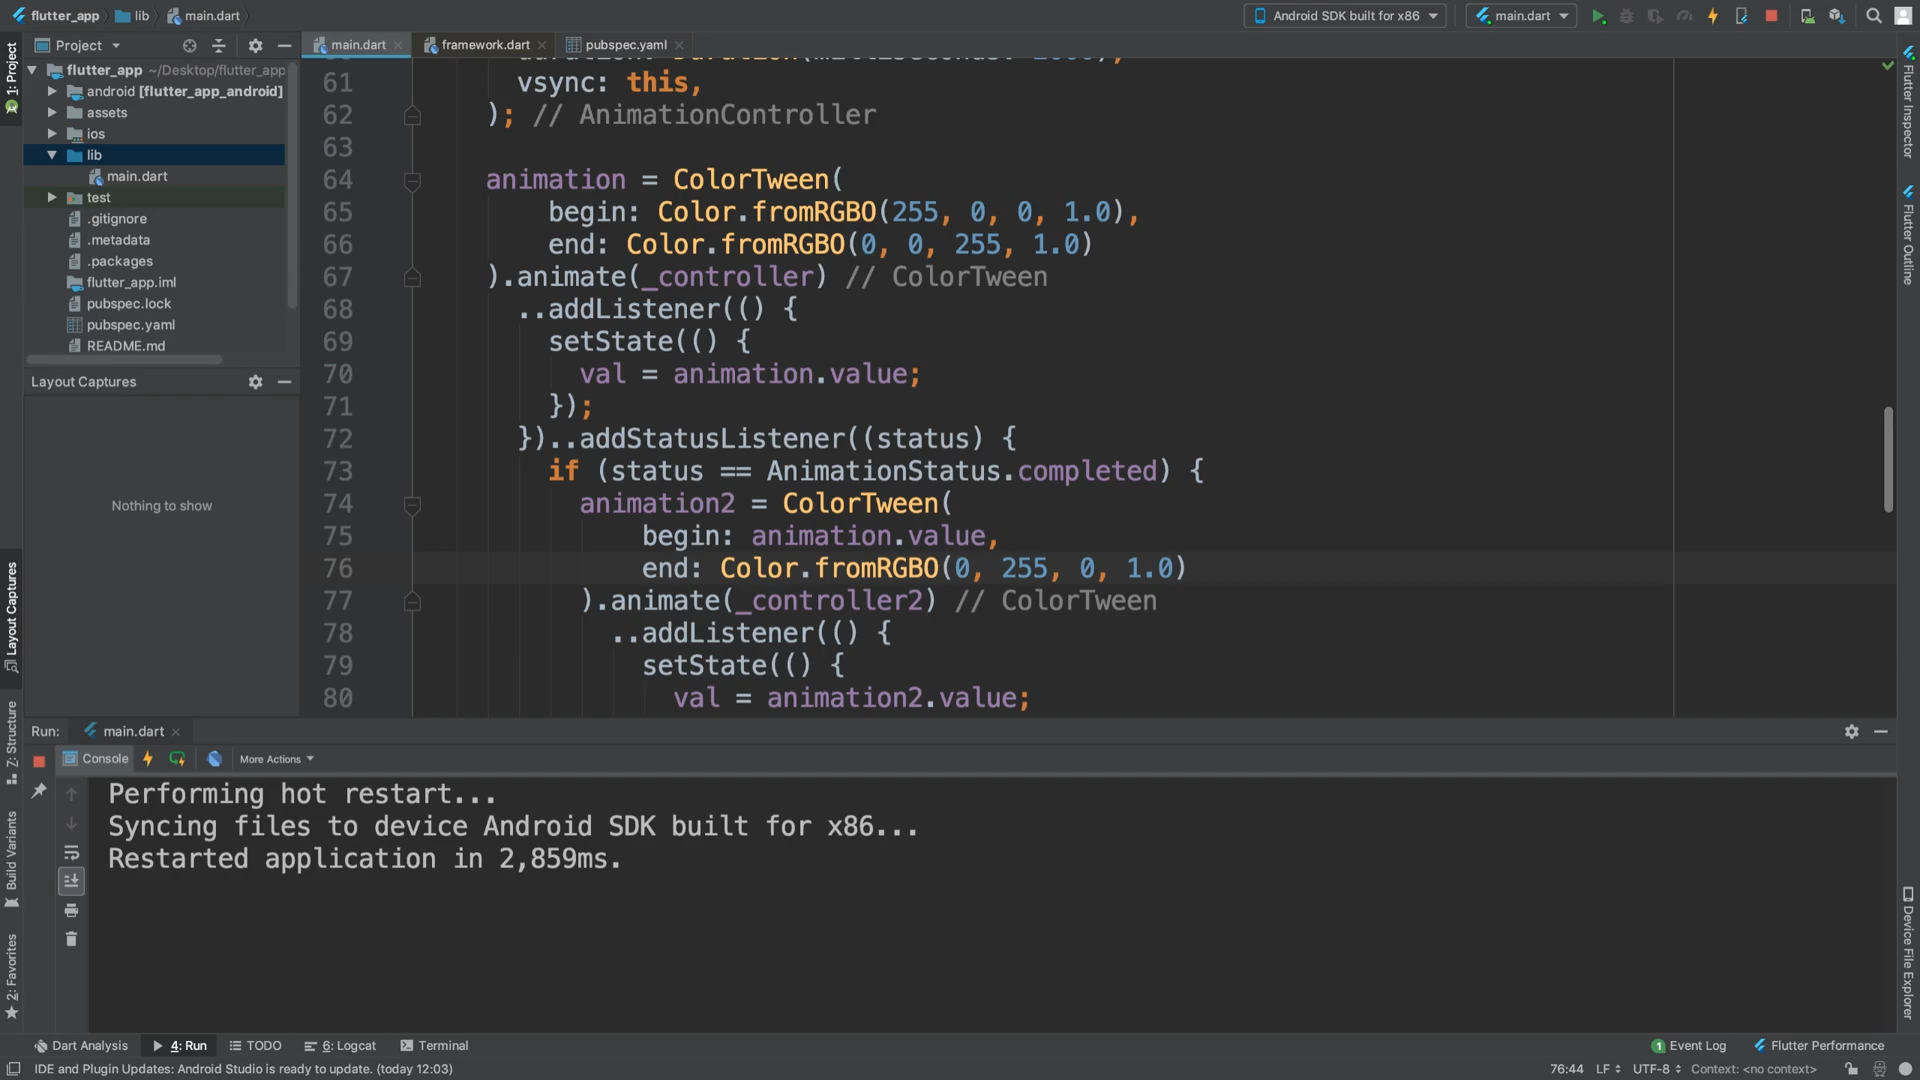 flutter_app
lib
main.dart
Android SDK built for x86
main.dart
Project
main.dart
framework.dart
pubspec.yaml
1: Project
Layout Captures
Z: Structure
Build Variants
2: Favorites
flutter_app ~/Desktop/flutter_app
android [flutter_app_android]
assets
ios
lib
main.dart
test
.gitignore
.metadata
.packages
flutter_app.iml
pubspec.lock
pubspec.yaml
README.md
Layout Captures
Nothing to show
61 vsync: this,
62 ); // AnimationController
63
64 animation = ColorTween(
65 begin: Color.fromRGBO(255, 0, 0, 1.0),
66 end: Color.fromRGBO(0, 0, 255, 1.0)
67 ).animate(_controller) // ColorTween
68 ..addListener(() {
69 setState(() {
70 val = animation.value;
71 });
72 })..addStatusListener((status) {
73 if (status == AnimationStatus.completed) {
74 animation2 = ColorTween(
75 begin: animation.value,
76 end: Color.fromRGBO(0, 255, 0, 1.0)
77 ).animate(_controller2) // ColorTween
78 ..addListener(() {
79 setState(() {
80 val = animation2.value;
Flutter Inspector
Flutter Outline
Device File Explorer
Run:
main.dart
Console
More Actions
Performing hot restart...
Syncing files to device Android SDK built for x86...
Restarted application in 2,859ms.
Dart Analysis
4: Run
TODO
6: Logcat
Terminal
1 Event Log
Flutter Performance
IDE and Plugin Updates: Android Studio is ready to update. (today 12:03)
76:44
LF
UTF-8
Context: <no context>